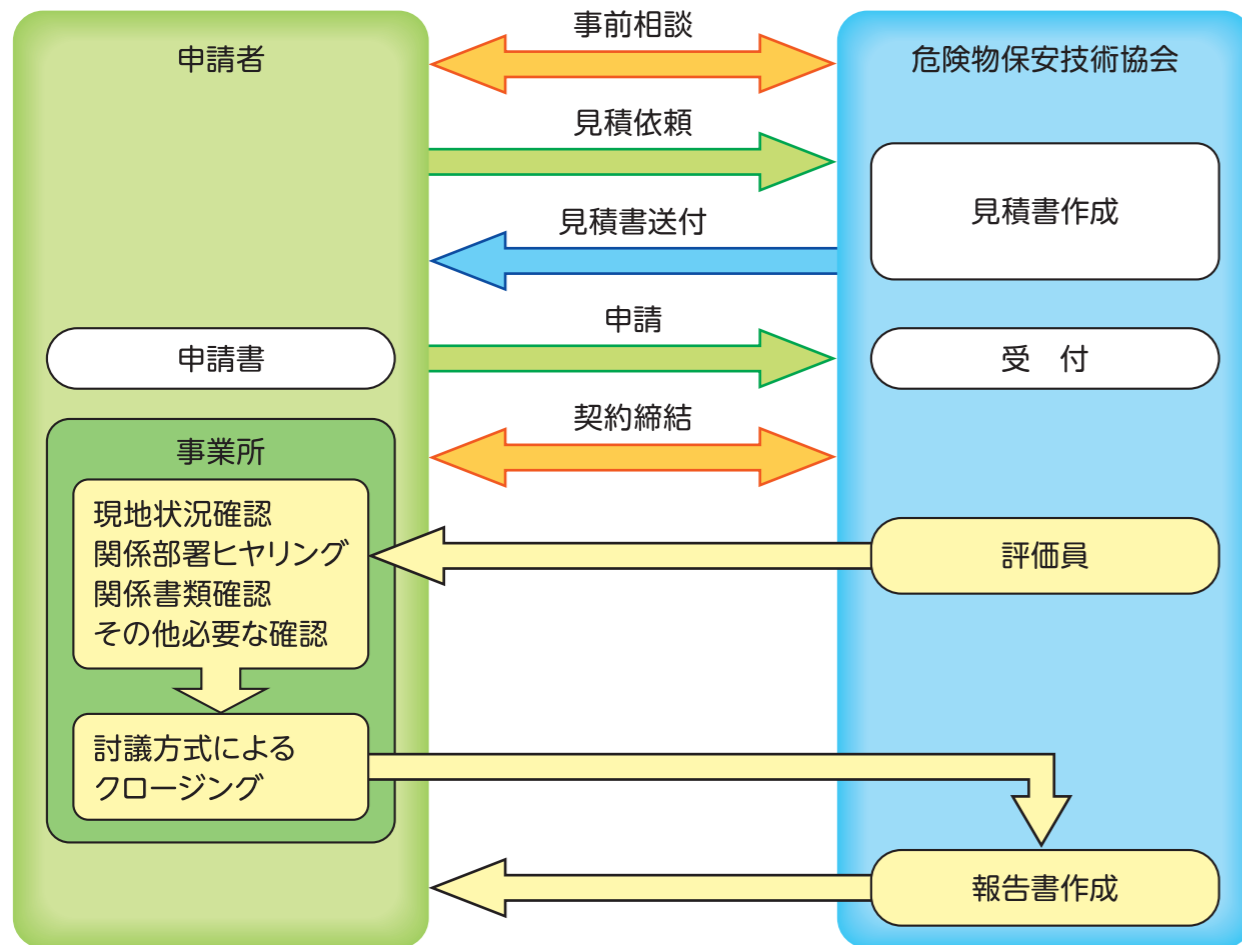 申請者
事前相談
危険物保安技術協会
見積依頼
見積書作成
見積書送付
申請
申請書
受　付
契約締結
事業所
現地状況確認
関係部署ヒヤリング
関係書類確認
その他必要な確認
評価員
討議方式による
クロージング
報告書作成